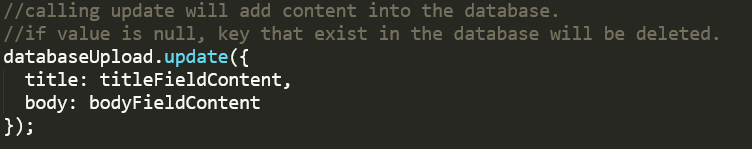 //calling update will add content into the database.
//if value is null, key that exist in the database will be deleted.
databaseUpload.update({
  title: titleFieldContent,
  body: bodyFieldContent
});